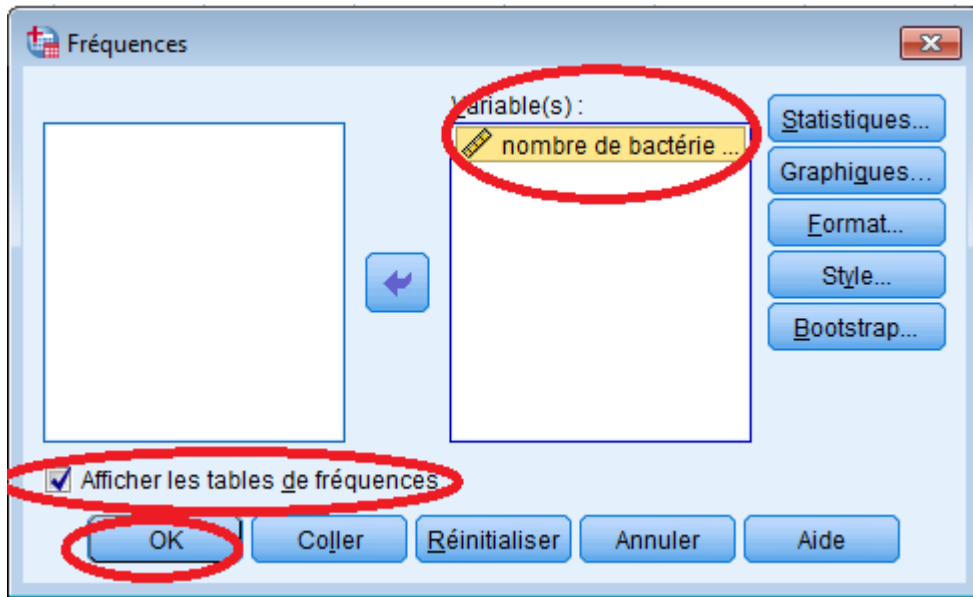 Fréquences
Variable(s) :
nombre de bactérie ...
Statistiques...
Graphiques...
Format...
Style...
Bootstrap...
Afficher les tables de fréquences
OK
Coller
Réinitialiser
Annuler
Aide